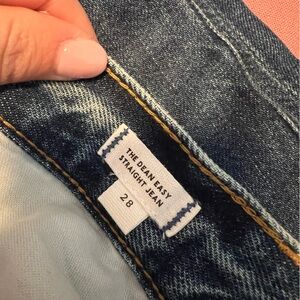 THE DEAN EASY
STRAIGHT JEAN
28